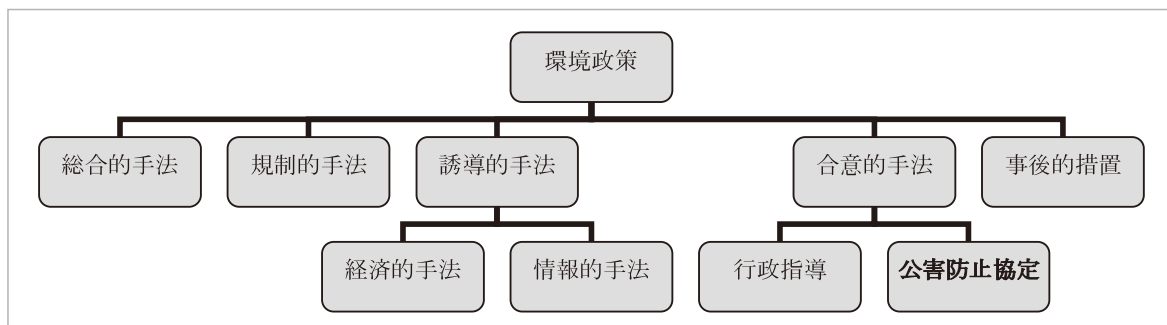 環境政策
総合的手法
規制的手法
誘導的手法
合意的手法
事後的措置
経済的手法
情報的手法
行政指導
公害防止協定